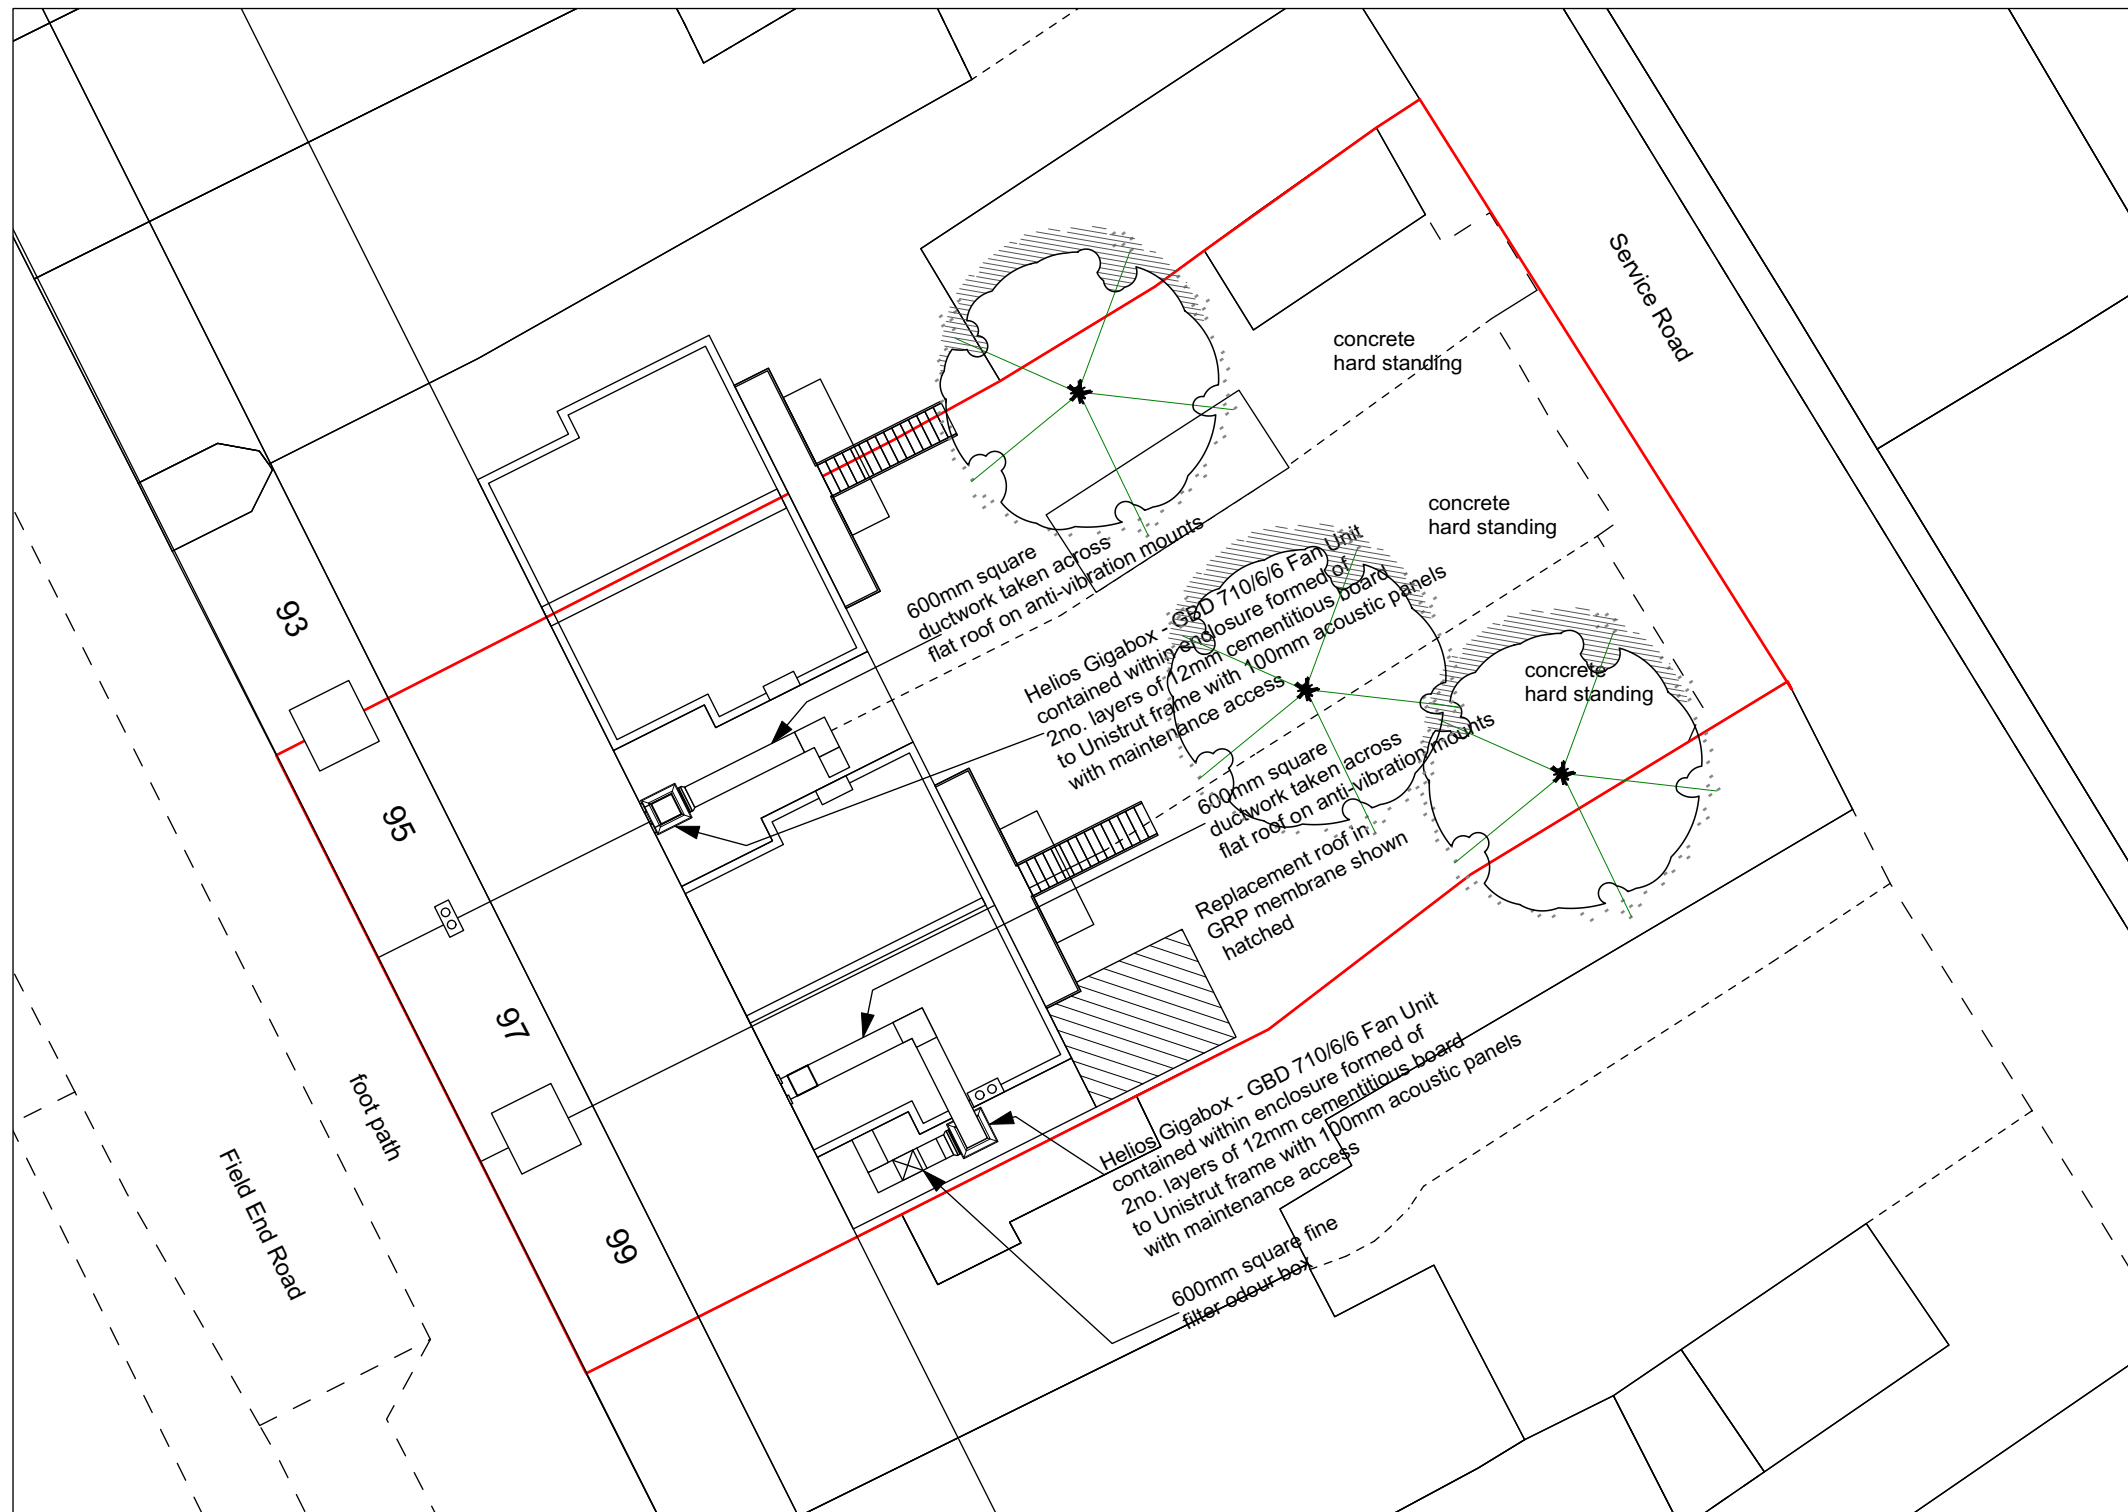 Service Road
concrete
hard standing
concrete
hard standing
concrete
hard standing
600mm square
ductwork taken across
flat roof on anti-vibration mounts
Helios Gigabox - GBD 710/6/6 Fan Unit
contained within enclosure formed of
2no. layers of 12mm cementitious board
to Unistrut frame with 100mm acoustic panels
with maintenance access
600mm square
ductwork taken across
flat roof on anti-vibration mounts
Replacement roof in
GRP membrane shown
hatched
Helios Gigabox - GBD 710/6/6 Fan Unit
contained within enclosure formed of
2no. layers of 12mm cementitious board
to Unistrut frame with 100mm acoustic panels
with maintenance access
600mm square fine
filter odour box
93
95
97
99
foot path
Field End Road